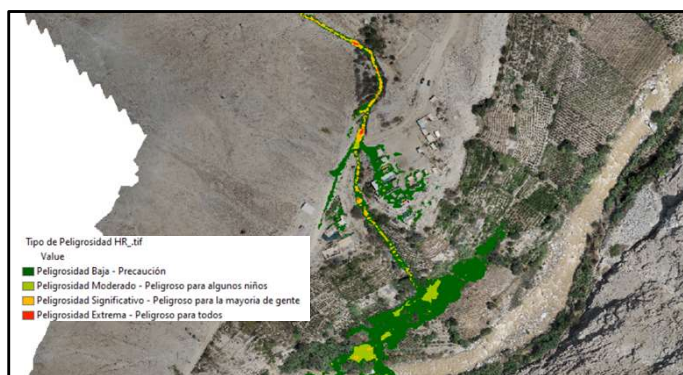 Tipo de Peligrosidad HR_.tif
Value
Peligrosidad Baja - Precaución
Peligrosidad Moderado - Peligroso para algunos niños
Peligrosidad Significativo - Peligroso para la mayoria de gente
Peligrosidad Extrema - Peligroso para todos